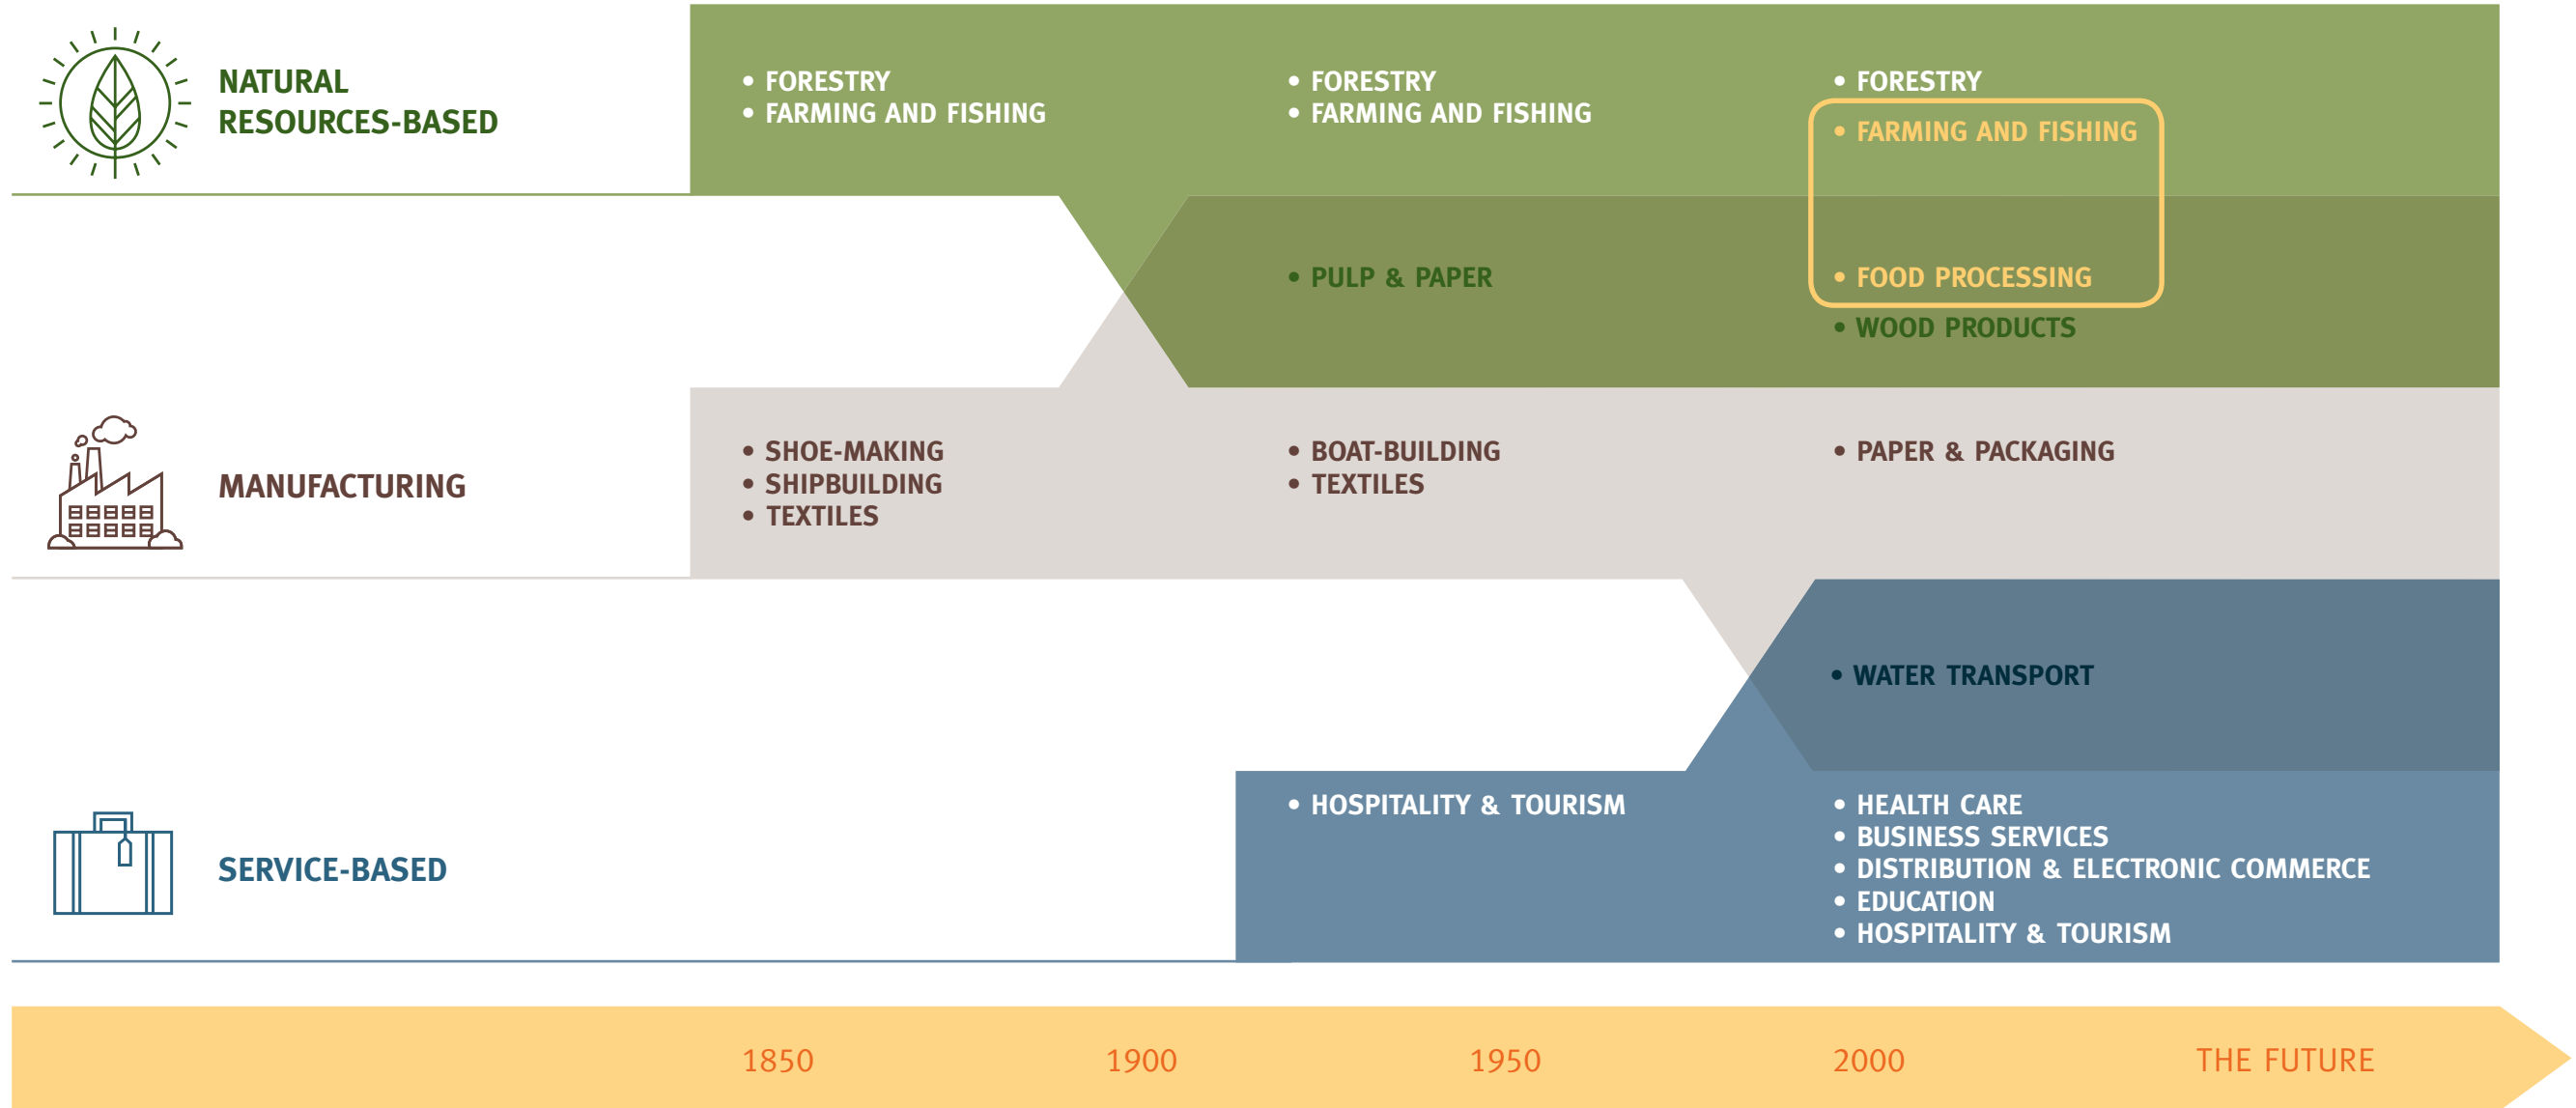 NATURAL
RESOURCES-BASED
• FORESTRY
• FARMING AND FISHING
• FORESTRY
• FARMING AND FISHING
• FORESTRY
• FARMING AND FISHING
• PULP & PAPER
• FOOD PROCESSING
• WOOD PRODUCTS
MANUFACTURING
• SHOE-MAKING
• SHIPBUILDING
• TEXTILES
• BOAT-BUILDING
• TEXTILES
• PAPER & PACKAGING
• WATER TRANSPORT
SERVICE-BASED
• HOSPITALITY & TOURISM
• HEALTH CARE
• BUSINESS SERVICES
• DISTRIBUTION & ELECTRONIC COMMERCE
• EDUCATION
• HOSPITALITY & TOURISM
1850 1900 1950 2000 THE FUTURE